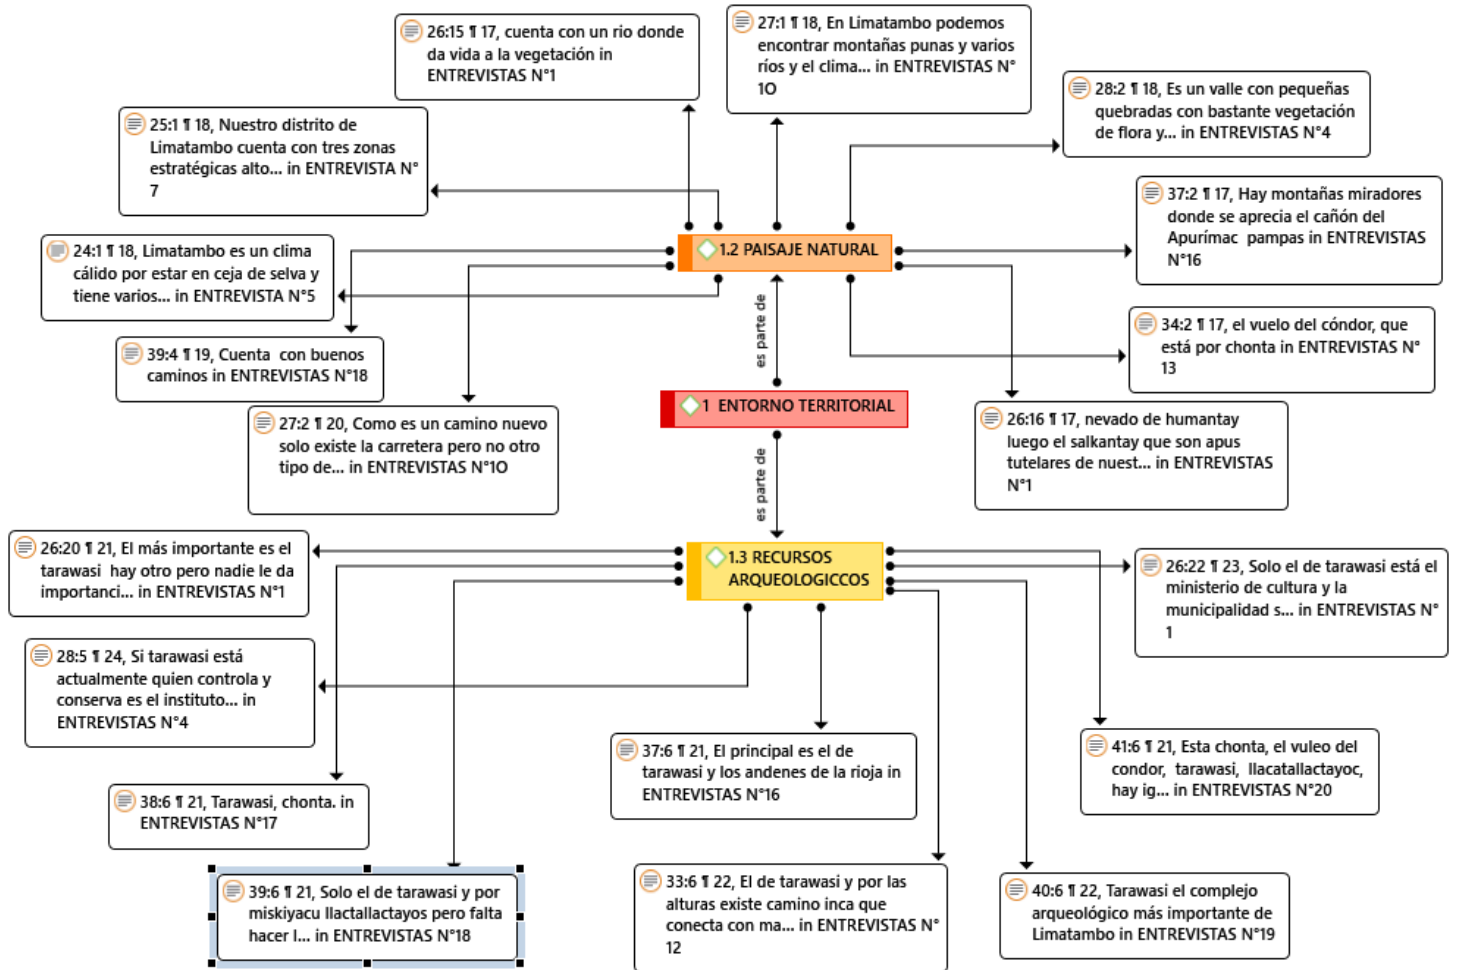 26:15 ¶ 17, cuenta con un rio donde
da vida a la vegetación in
ENTREVISTAS N°1
27:1 ¶ 18, En Limatambo podemos
encontrar montañas punas y varios
ríos y el clima... in ENTREVISTAS N°
1O
28:2 ¶ 18, Es un valle con pequeñas
quebradas con bastante vegetación
de flora y... in ENTREVISTAS N°4
25:1 ¶ 18, Nuestro distrito de
Limatambo cuenta con tres zonas
estratégicas alto... in ENTREVISTA N°
7
37:2 ¶ 17, Hay montañas miradores
donde se aprecia el cañón del
Apurímac  pampas in ENTREVISTAS
N°16
24:1 ¶ 18, Limatambo es un clima
cálido por estar en ceja de selva y
tiene varios... in ENTREVISTA N°5
1.2 PAISAJE NATURAL
34:2 ¶ 17, el vuelo del cóndor, que
está por chonta in ENTREVISTAS N°
13
39:4 ¶ 19, Cuenta  con buenos
caminos in ENTREVISTAS N°18
es parte de
1  ENTORNO TERRITORIAL
27:2 ¶ 20, Como es un camino nuevo
solo existe la carretera pero no otro
tipo de... in ENTREVISTAS N°1O
26:16 ¶ 17, nevado de humantay
luego el salkantay que son apus
tutelares de nuest... in ENTREVISTAS
N°1
es parte de
26:20 ¶ 21, El más importante es el
tarawasi  hay otro pero nadie le da
importanci... in ENTREVISTAS N°1
1.3 RECURSOS
ARQUEOLOGICCOS
26:22 ¶ 23, Solo el de tarawasi está el
ministerio de cultura y la
municipalidad s... in ENTREVISTAS N°
1
28:5 ¶ 24, Si tarawasi está
actualmente quien controla y
conserva es el instituto... in
ENTREVISTAS N°4
37:6 ¶ 21, El principal es el de
tarawasi y los andenes de la rioja in
ENTREVISTAS N°16
41:6 ¶ 21, Esta chonta, el vuleo del
condor,  tarawasi,  llacatallactayoc,
hay ig... in ENTREVISTAS N°20
38:6 ¶ 21, Tarawasi, chonta. in
ENTREVISTAS N°17
39:6 ¶ 21, Solo el de tarawasi y por
miskiyacu llactallactayos pero falta
hacer l... in ENTREVISTAS N°18
33:6 ¶ 22, El de tarawasi y por las
alturas existe camino inca que
conecta con ma... in ENTREVISTAS N°
12
40:6 ¶ 22, Tarawasi el complejo
arqueológico más importante de
Limatambo in ENTREVISTAS N°19